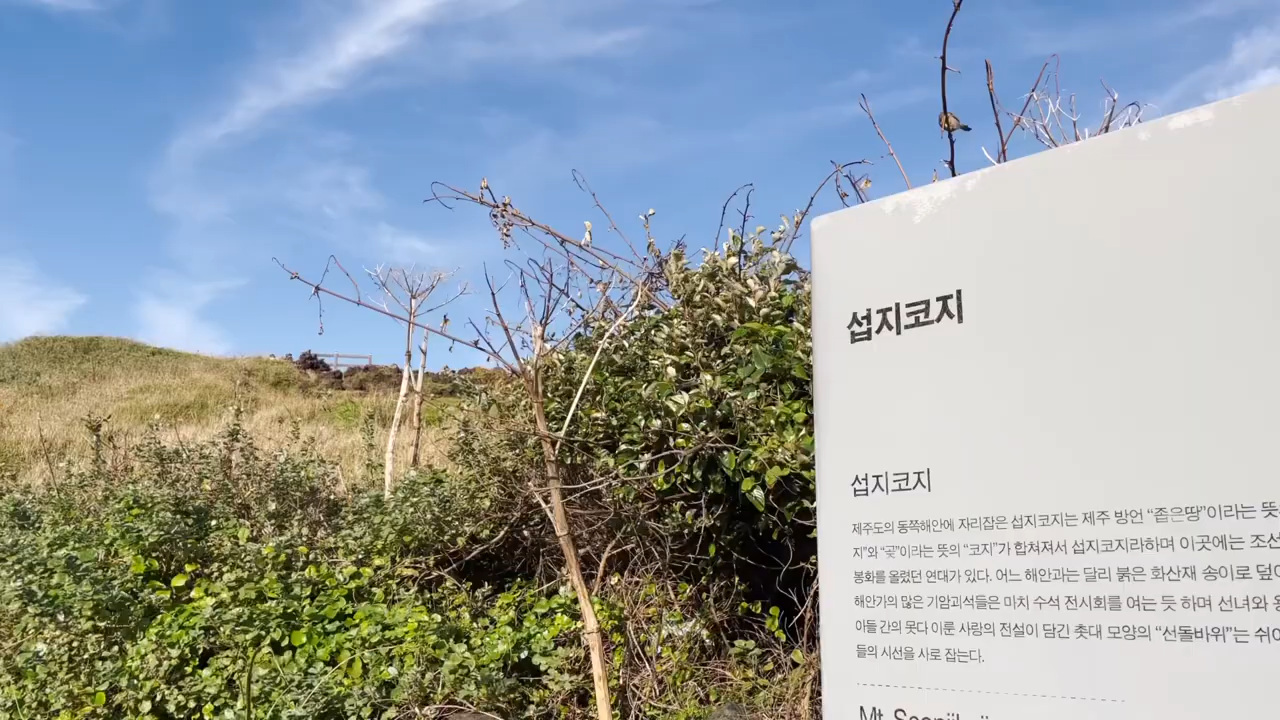 섭지코지
섭지코지
제주도의 동쪽해안에 자리잡은 섭지코지는 제주 방언 “좁은땅”이라는 뜻
지”와 “곶”이라는 뜻의 “코지”가 합쳐져서 섭지코지라하며 이곳에는 조선
봉화를 올렸던 연대가 있다. 어느 해안과는 달리 붉은 화산재 송이로 덮여
해안가의 많은 기암괴석들은 마치 수석 전시회를 여는 듯 하며 선녀와
아들 간의 못다 이룬 사랑의 전설이 담긴 촛대 모양의 “선돌바위”는
들의 시선을 사로 잡는다.
Mt.